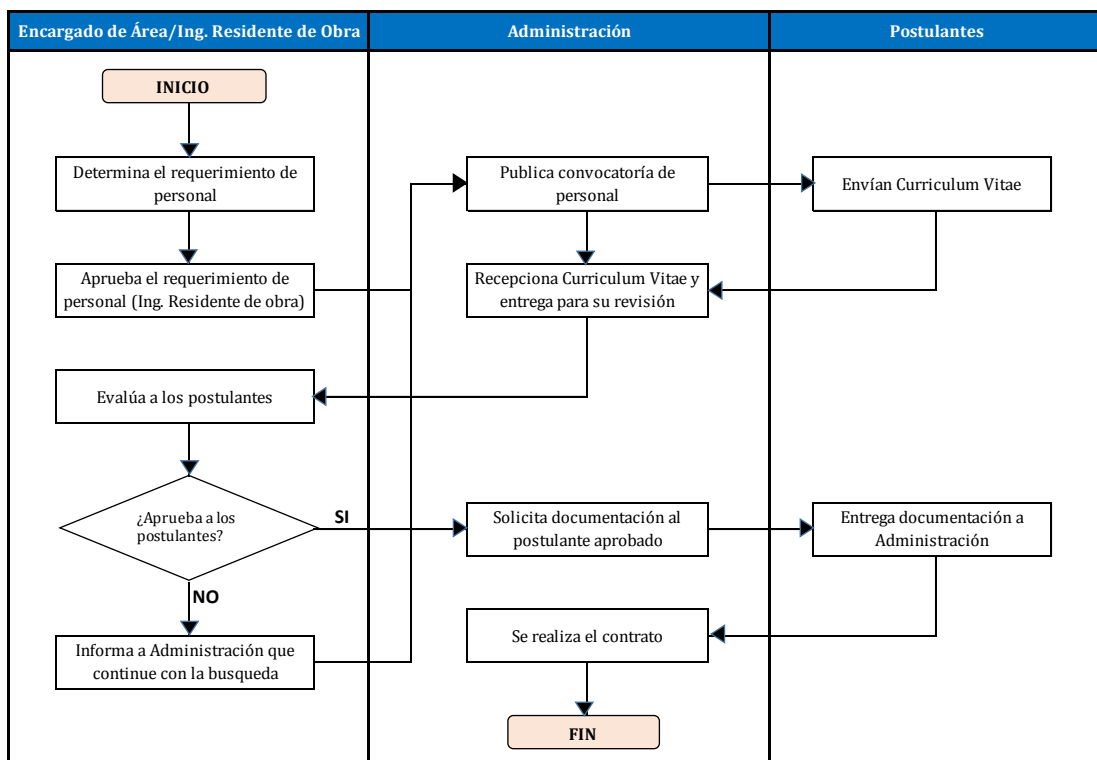 Encargado de Área/Ing. Residente de Obra
Administración
Postulantes
INICIO
Determina el requerimiento de
personal
Publica convocatoría de
personal
Envían Curriculum Vitae
Aprueba el requerimiento de
personal (Ing. Residente de obra)
Recepciona Curriculum Vitae y
entrega para su revisión
Evalúa a los postulantes
¿Aprueba a los
postulantes?
SI
Solicita documentación al
postulante aprobado
Entrega documentación a
Administración
NO
Informa a Administración que
continue con la busqueda
Se realiza el contrato
FIN